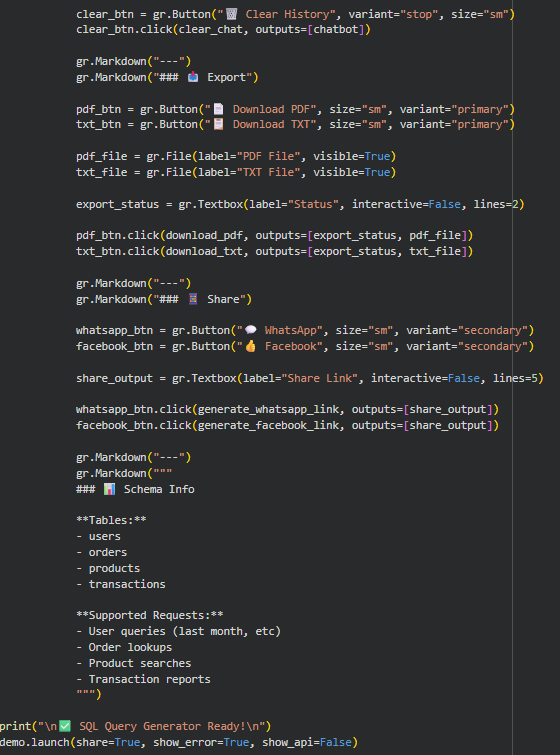 clear_btn = gr.Button("🗑️ Clear History", variant="stop", size="sm")
clear_btn.click(clear_chat, outputs=[chatbot])
gr.Markdown("---")
gr.Markdown("### 📥 Export")
pdf_btn = gr.Button("📄 Download PDF", size="sm", variant="primary")
txt_btn = gr.Button("📋 Download TXT", size="sm", variant="primary")
pdf_file = gr.File(label="PDF File", visible=True)
txt_file = gr.File(label="TXT File", visible=True)
export_status = gr.Textbox(label="Status", interactive=False, lines=2)
pdf_btn.click(download_pdf, outputs=[export_status, pdf_file])
txt_btn.click(download_txt, outputs=[export_status, txt_file])
gr.Markdown("---")
gr.Markdown("### 📱 Share")
whatsapp_btn = gr.Button("💬 WhatsApp", size="sm", variant="secondary")
facebook_btn = gr.Button("👍 Facebook", size="sm", variant="secondary")
share_output = gr.Textbox(label="Share Link", interactive=False, lines=5)
whatsapp_btn.click(generate_whatsapp_link, outputs=[share_output])
facebook_btn.click(generate_facebook_link, outputs=[share_output])
gr.Markdown("---")
gr.Markdown("""
### 📊 Schema Info
**Tables:**
- users
- orders
- products
- transactions
**Supported Requests:**
- User queries (last month, etc)
- Order lookups
- Product searches
- Transaction reports
""")
print("\n✅ SQL Query Generator Ready!\n")
demo.launch(share=True, show_error=True, show_api=False)